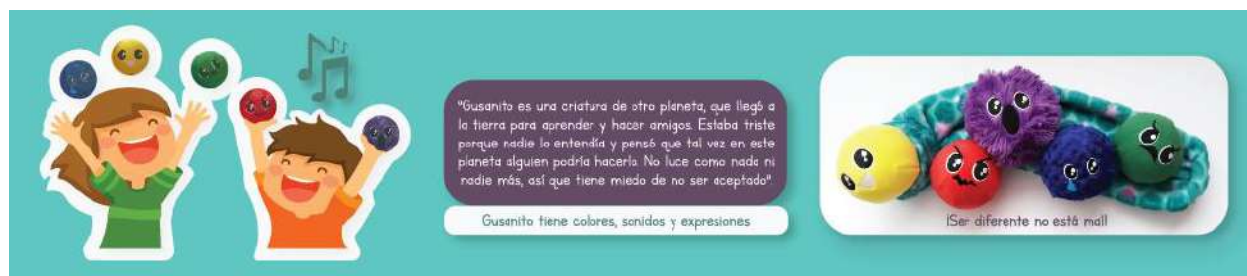 "Gusanito es una criatura de otro planeta, que llegó a
la tierra para aprender y hacer amigos. Estaba triste
porque nadie lo entendía y pensó que tal vez en este
planeta alguien podría hacerlo. No luce como nada ni
nadie más, así que tiene miedo de no ser aceptado".
Gusanito tiene colores, sonidos y expresiones
¡Ser diferente no está mal!